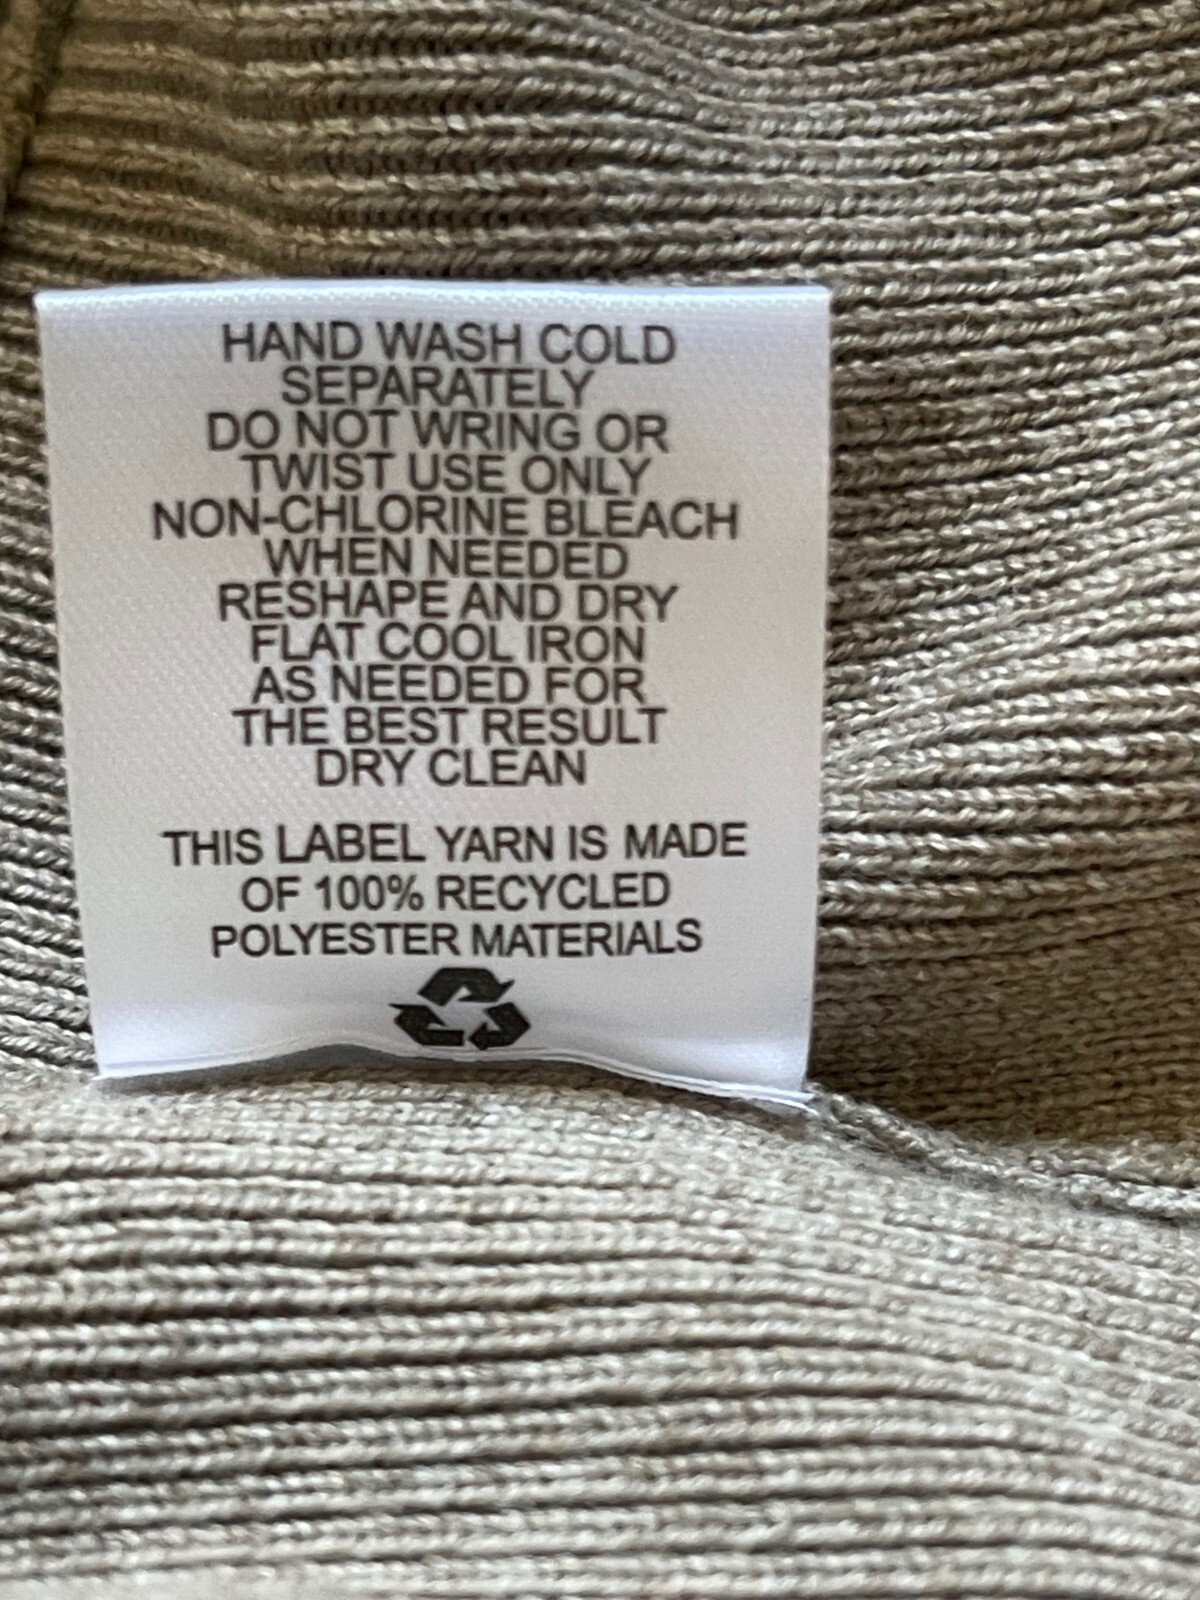 HAND WASH COLD
SEPARATELY
DO NOT WRING OR
TWIST USE ONLY
NON-CHLORINE BLEACH
WHEN NEEDED
RESHAPE AND DRY
FLAT COOL IRON
AS NEEDED FOR
THE BEST RESULT
DRY CLEAN
THIS LABEL YARN IS MADE
OF 100% RECYCLED
POLYESTER MATERIALS